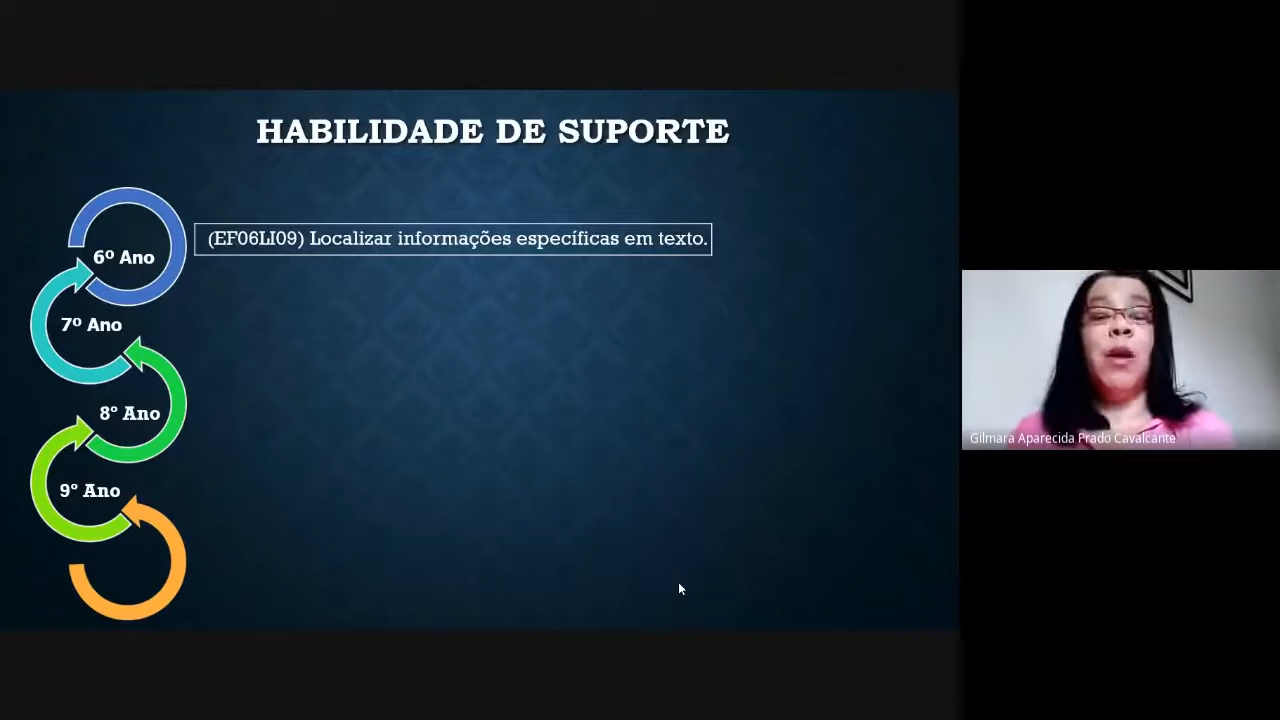 HABILIDADE DE SUPORTE
6º Ano
(EF06LI09) Localizar informações específicas em texto.
7º Ano
8º Ano
9º Ano
Gilmara Aparecida Prado Cavalcante